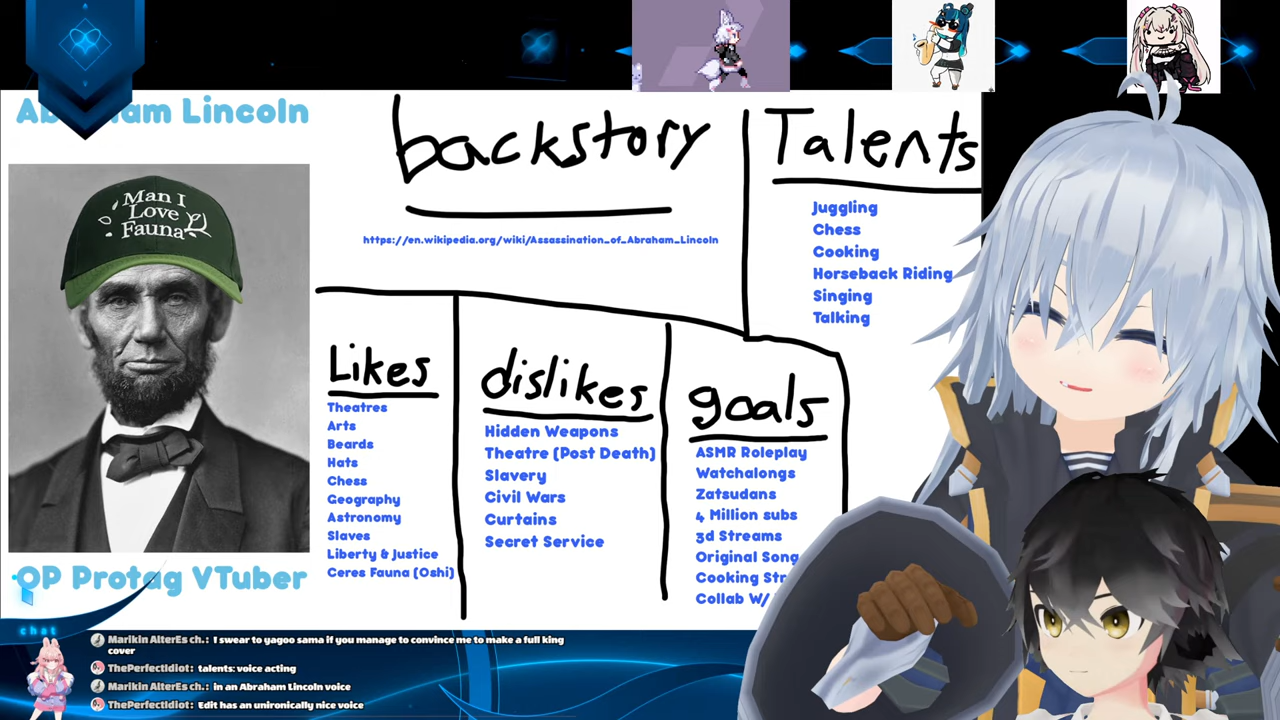 Ab ham Lincoln
Man I
Love
Fauna
OP Protag VTuber
backstory
https://en.wikipedia.org/wiki/Assassination_of_Abraham_Lincoln
Talents
Juggling
Chess
Cooking
Horseback Riding
Singing
Talking
Likes
Theatres
Arts
Beards
Hats
Chess
Geography
Astronomy
Slaves
Liberty & Justice
Ceres Fauna (Oshi)
dislikes
Hidden Weapons
Theatre (Post Death)
Slavery
Civil Wars
Curtains
Secret Service
goals
ASMR Roleplay
Watchalongs
Zatsudans
4 Million subs
3d Streams
Original Song
Cooking Str
Collab W/
chat
Marikin AlterEs ch.: I swear to yagoo sama if you manage to convince me to make a full king
cover
ThePerfectIdiot: talents: voice acting
Marikin AlterEs ch.: in an Abraham Lincoln voice
ThePerfectIdiot: Edit has an unironically nice voice